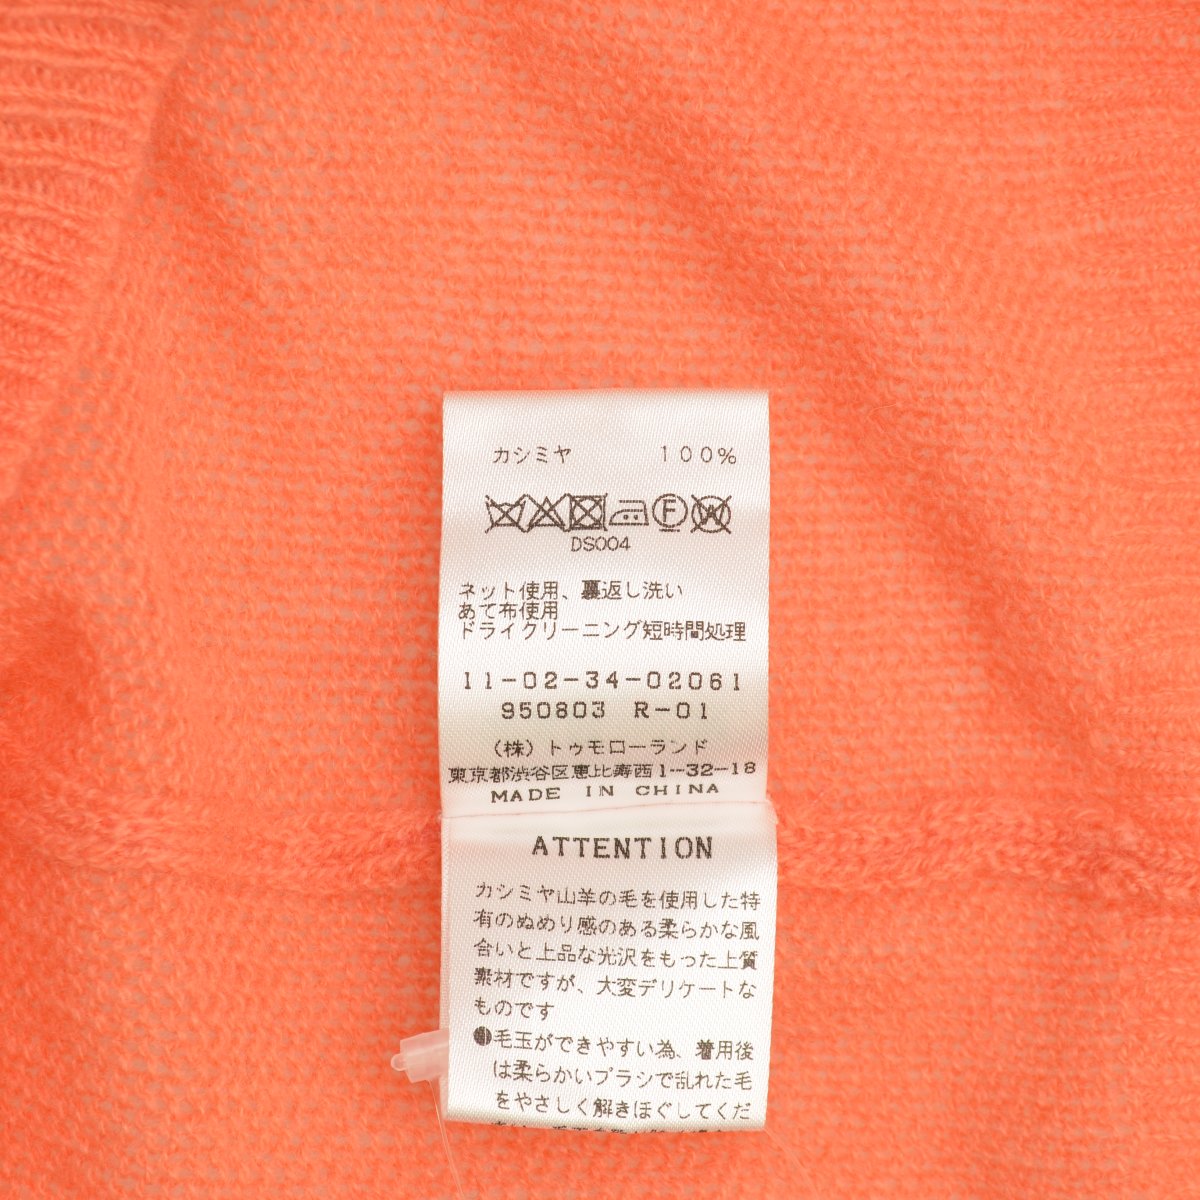 カシミヤ 100%
F W
DS004
ネット使用、裏返し洗い
あて布使用
ドライクリーニング短時間処理
11-02-34-02061
950803 R-01
(株)トゥモローランド
東京都渋谷区恵比寿西1-32-18
MADE IN CHINA
ATTENTION
カシミヤ山羊の毛を使用した特
有のぬめり感のある柔らかな風
合いと上品な光沢をもった上質
素材ですが、大変デリケートな
ものです
●毛玉ができやすい為、着用後
は柔らかいブラシで乱れた毛
をやさしく解きほぐしてくだ